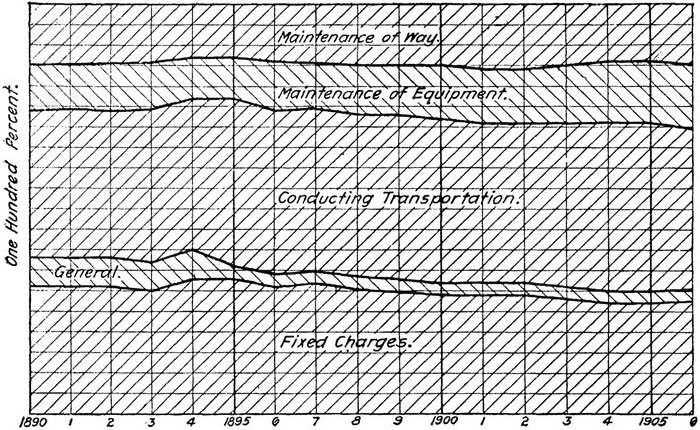 Maintenance of Way.
Maintenance of Equipment.
Conducting Transportation.
General.
Fixed Charges.
One Hundred Percent.
1890 1 2 3 4 1895 6 7 8 9 1900 1 2 3 4 1905 6